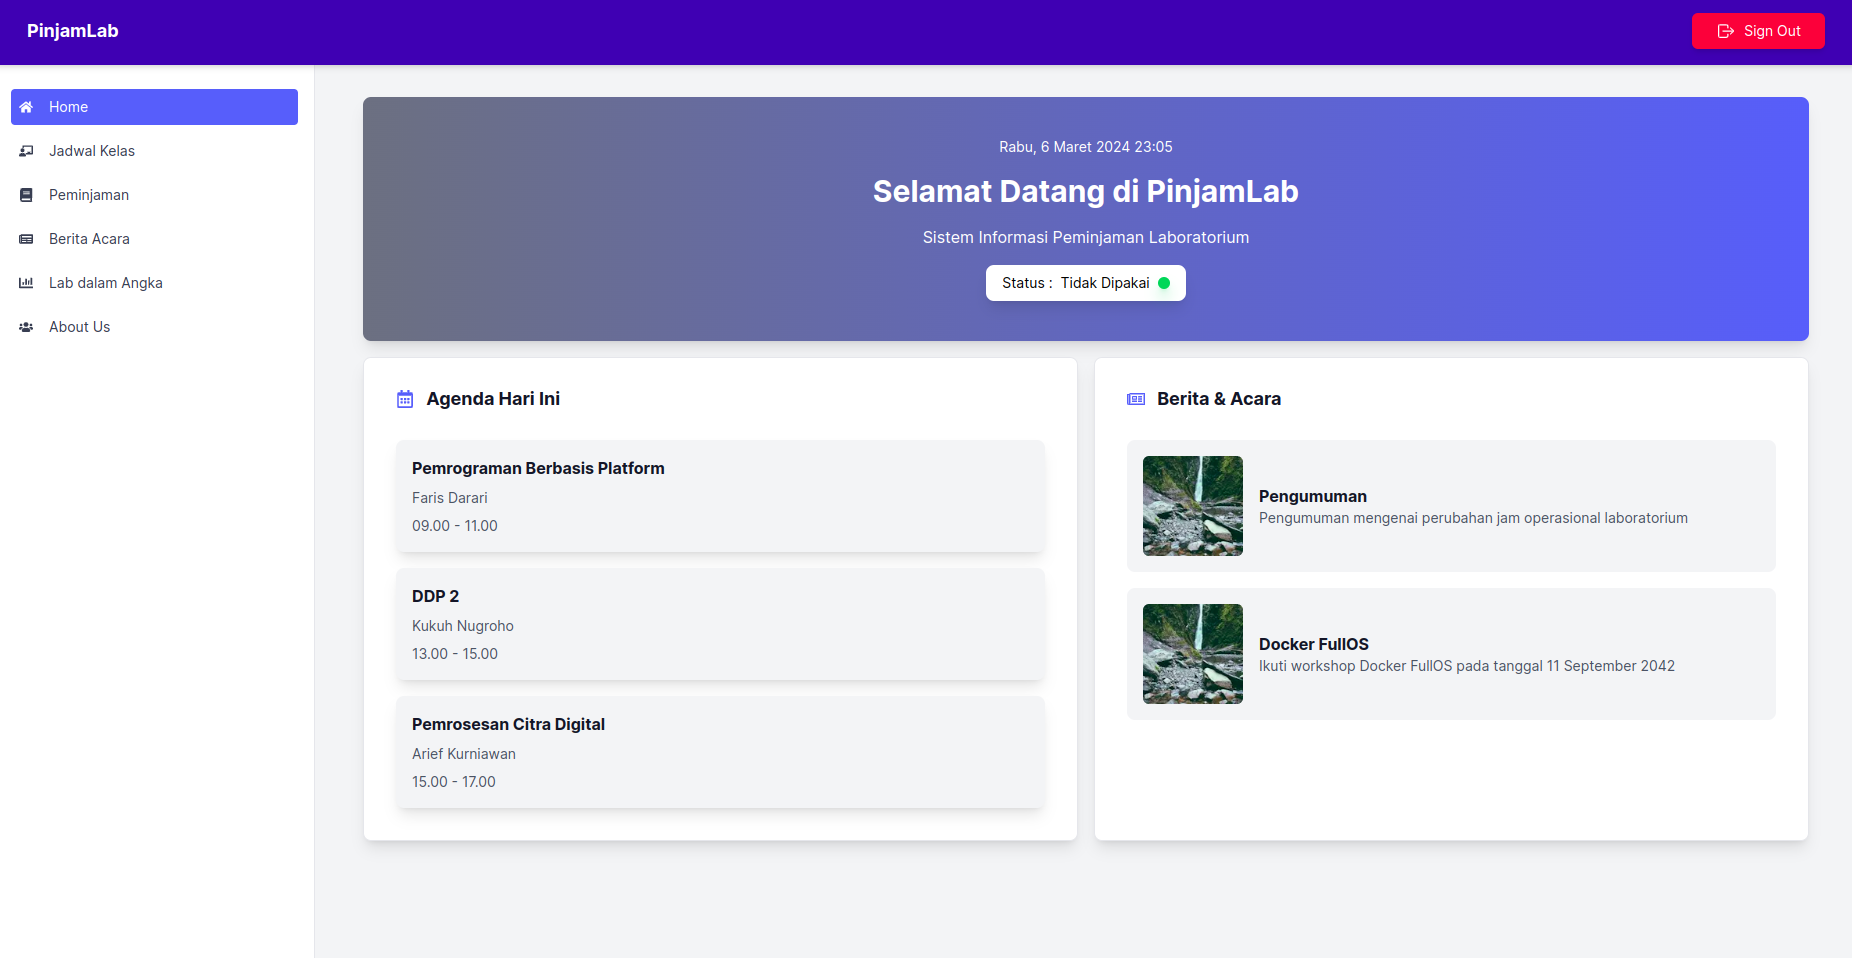 PinjamLab
Sign Out
Home
Jadwal Kelas
Peminjaman
Berita Acara
Lab dalam Angka
About Us
Rabu, 6 Maret 2024 23:05
Selamat Datang di PinjamLab
Sistem Informasi Peminjaman Laboratorium
Status : Tidak Dipakai
Agenda Hari Ini
Pemrograman Berbasis Platform
Faris Darari
09.00 - 11.00
DDP 2
Kukuh Nugroho
13.00 - 15.00
Pemrosesan Citra Digital
Arief Kurniawan
15.00 - 17.00
Berita & Acara
Pengumuman
Pengumuman mengenai perubahan jam operasional laboratorium
Docker FullOS
Ikuti workshop Docker FullOS pada tanggal 11 September 2042